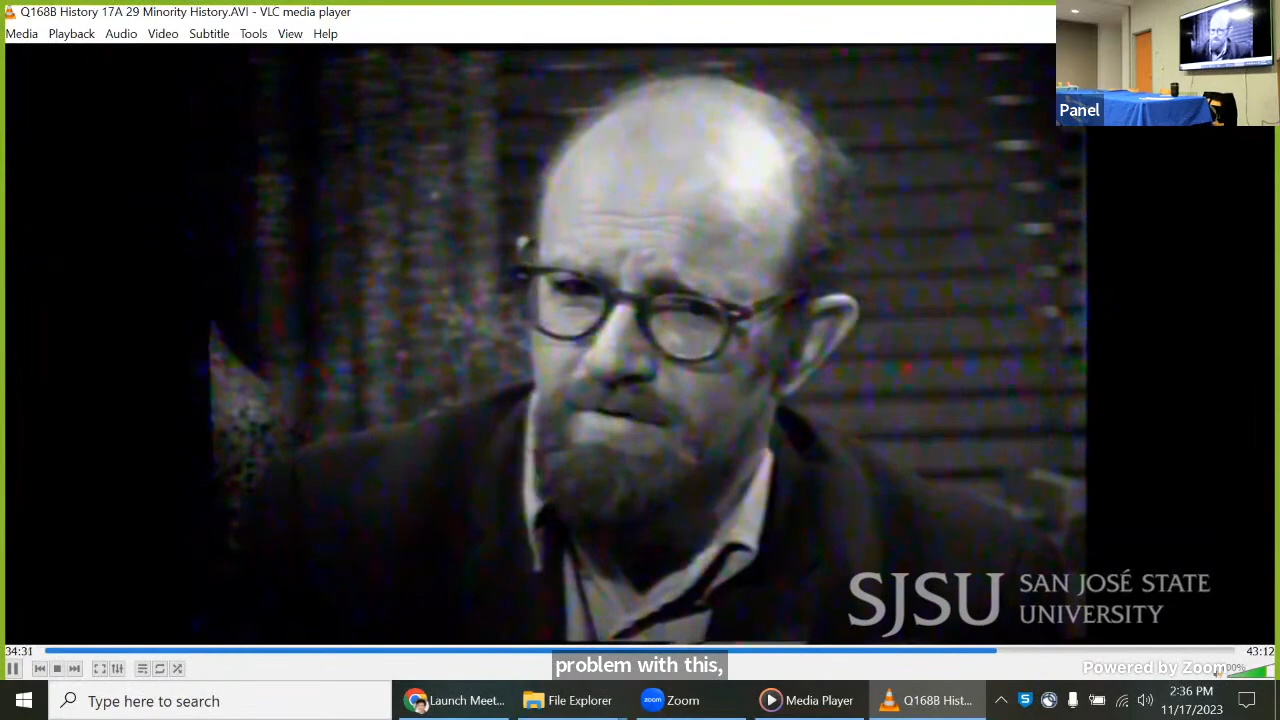 Q168B History 17A 29 Minority History.AVI - VLC media player
Media Playback Audio Video Subtitle Tools View Help
Panel
SJSU SAN JOSÉ STATE
UNIVERSITY
34:31
43:12
problem with this,
Powered by Zoom
Type here to search
Launch Meet...
File Explorer
Zoom
Media Player
Q168B Hist...
2:36 PM
11/17/2023